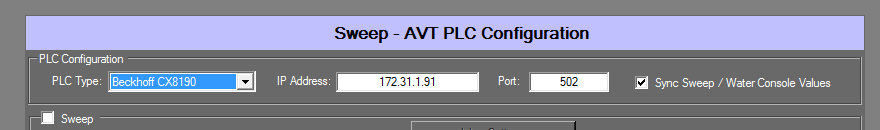 Sweep - AVT PLC Configuration
PLC Configuration
PLC Type: Beckhoff CX8190 IP Address: 172.31.1.91 Port: 502 Sync Sweep / Water Console Values
Sweep